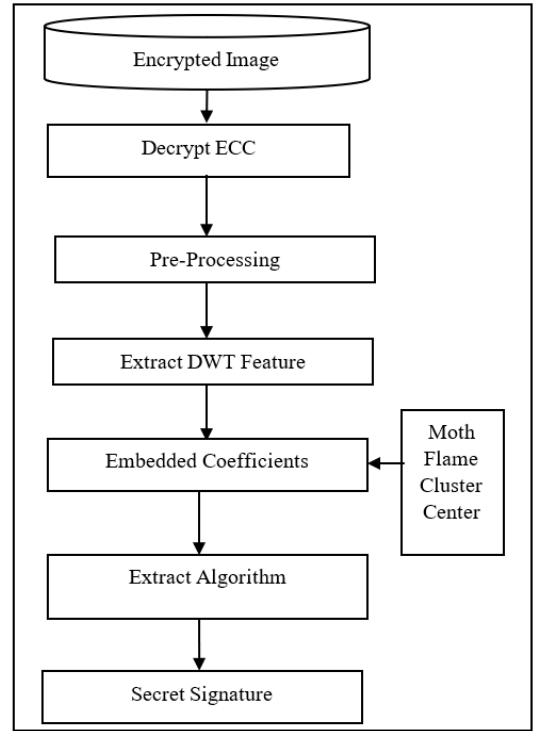 Encrypted Image
Decrypt ECC
Pre-Processing
Extract DWT Feature
Embedded Coefficients
Moth
Flame
Cluster
Center
Extract Algorithm
Secret Signature